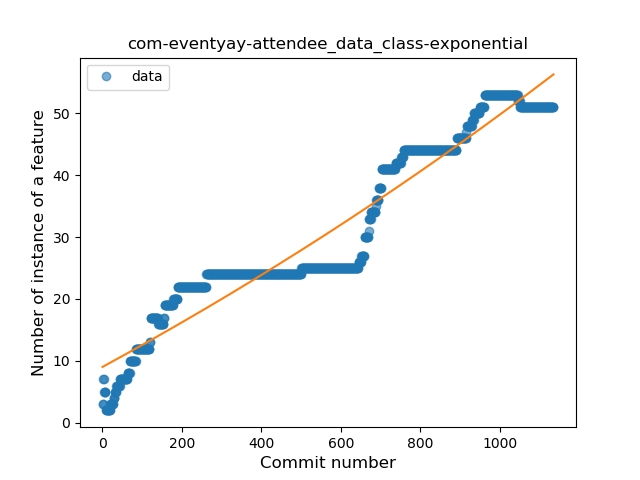 com-eventyay-attendee_data_class-exponential
data
Number of instance of a feature
50
40
30
20
10
0
0 200 400 600 800 1000
Commit number